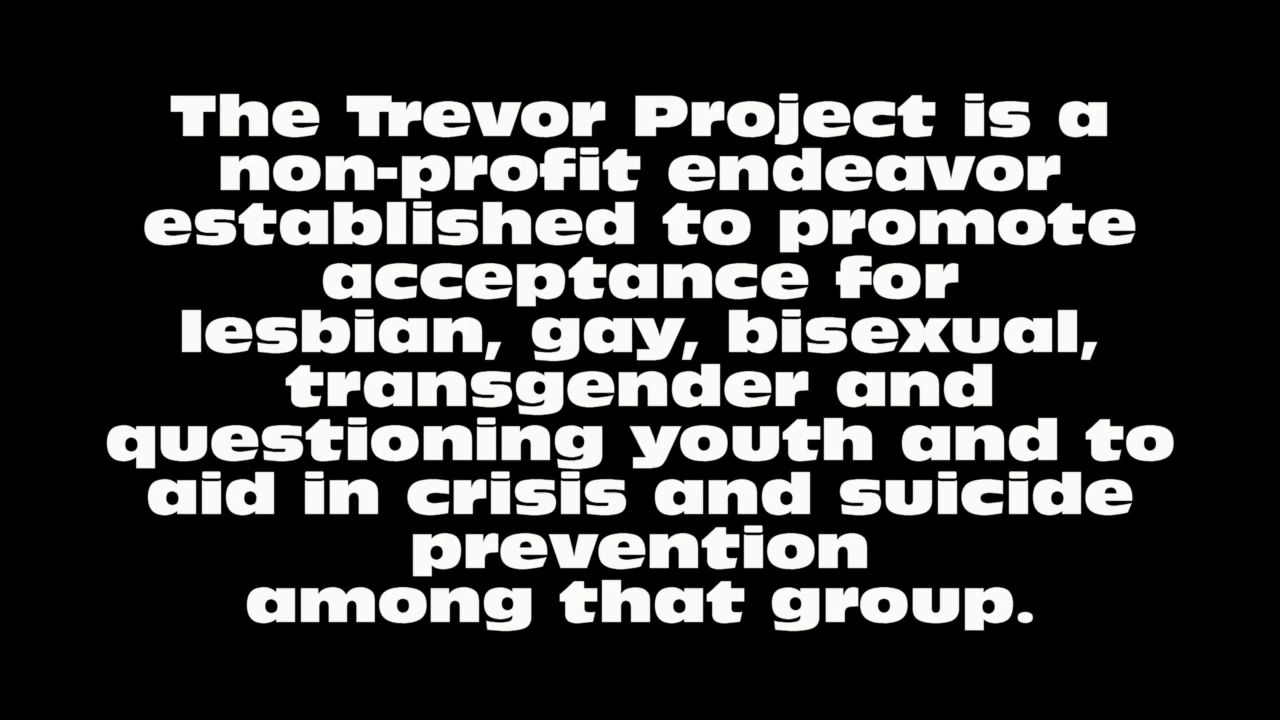 The Trevor Project is a
non-profit endeavor
established to promote
acceptance for
lesbian, gay, bisexual,
transgender and
questioning youth and to
aid in crisis and suicide
prevention
among that group.